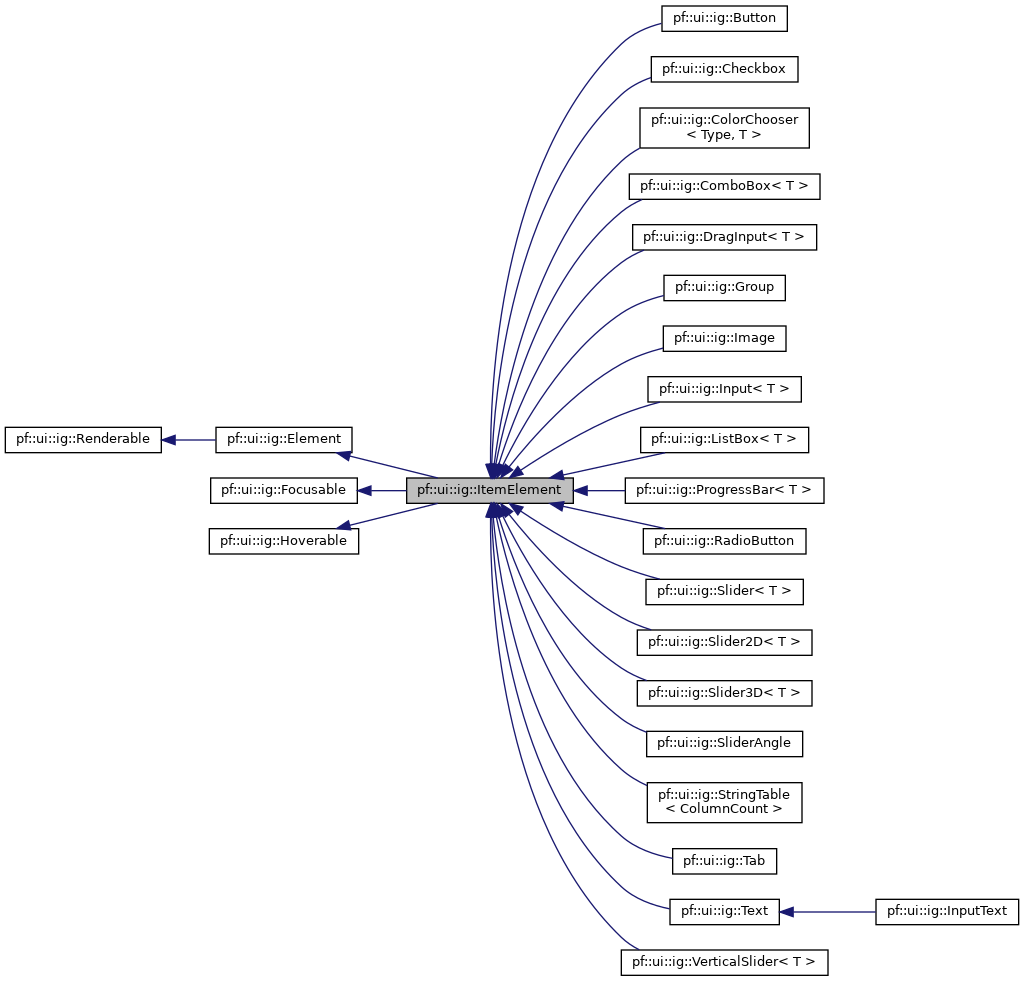 pf::ui::ig::Button
pf::ui::ig::Checkbox
pf::ui::ig::ColorChooser
< Type, T >
pf::ui::ig::ComboBox< T >
pf::ui::ig::DragInput< T >
pf::ui::ig::Group
pf::ui::ig::Image
pf::ui::ig::Input< T >
pf::ui::ig::Renderable
pf::ui::ig::Element
pf::ui::ig::ListBox< T >
pf::ui::ig::Focusable
pf::ui::ig::ItemElement
pf::ui::ig::ProgressBar< T >
pf::ui::ig::Hoverable
pf::ui::ig::RadioButton
pf::ui::ig::Slider< T >
pf::ui::ig::Slider2D< T >
pf::ui::ig::Slider3D< T >
pf::ui::ig::SliderAngle
pf::ui::ig::StringTable
< ColumnCount >
pf::ui::ig::Tab
pf::ui::ig::Text
pf::ui::ig::InputText
pf::ui::ig::VerticalSlider< T >